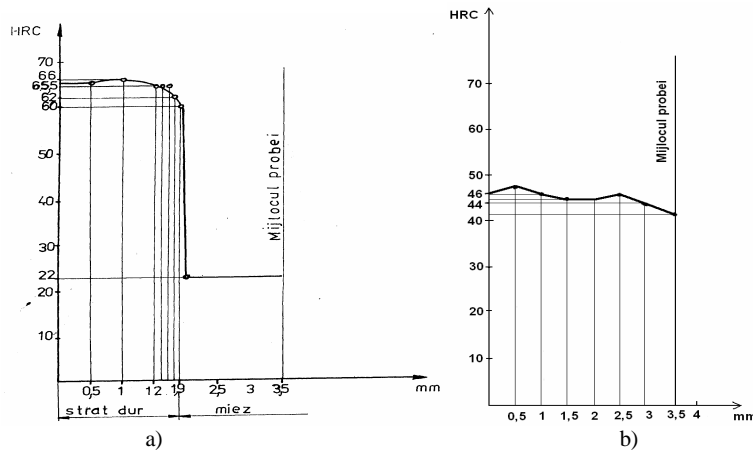 HRC
70
66
65,5
62
60
50
40
30
22
20
10
Mijlocul probei
0,5 1 1,2 1,9 2,5 3 3,5 mm
strat dur miez
a)
HRC
70
60
50
46
44
40
30
20
10
Mijlocul probei
0,5 1 1,5 2 2,5 3 3,5 4 mm
b)